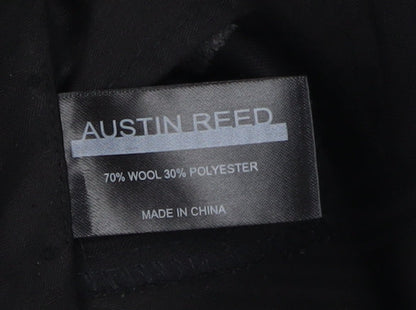 AUSTIN REED
70% WOOL 30% POLYESTER
MADE IN CHINA